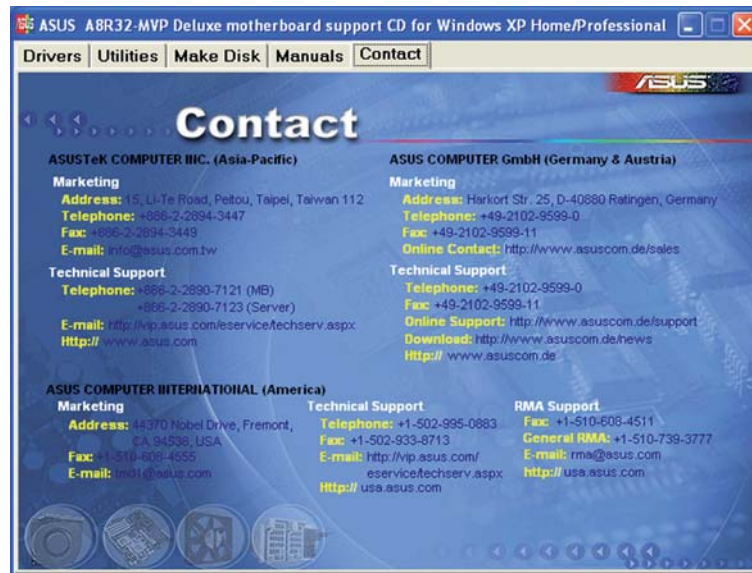 ASUS A8R32-MVP Deluxe motherboard support CD for Windows XP Home/Professional
Drivers Utilities Make Disk Manuals Contact
ASUS
Contact
ASUSTeK COMPUTER INC. (Asia-Pacific)
Marketing
Address: 15, Li-Te Road, Peitou, Taipei, Taiwan 112
Telephone: +886-2-2894-3447
Fax: +886-2-2894-3449
E-mail: info@asus.com.tw
Technical Support
Telephone: +886-2-2890-7121 (MB)
+886-2-2890-7123 (Server)
E-mail: http://vip.asus.com/eservice/techserv.aspx
Http:// www.asus.com
ASUS COMPUTER GmbH (Germany & Austria)
Marketing
Address: Harkort Str. 25, D-40880 Ratingen, Germany
Telephone: +49-2102-9599-0
Fax: +49-2102-9599-11
Online Contact: http://www.asuscom.de/sales
Technical Support
Telephone: +49-2102-9599-0
Fax: +49-2102-9599-11
Online Support: http://www.asuscom.de/support
Download: http://www.asuscom.de/news
Http:// www.asuscom.de
ASUS COMPUTER INTERNATIONAL (America)
Marketing
Address: 44370 Nobel Drive, Fremont,
CA 94538, USA
Fax: +1-510-608-4555
E-mail: tmd1@asus.com
Technical Support
Telephone: +1-502-995-0883
Fax: +1-502-933-8713
E-mail: http://vip.asus.com/
eservice/techserv.aspx
Http:// usa.asus.com
RMA Support
Fax: +1-510-608-4511
General RMA: +1-510-739-3777
E-mail: rma@asus.com
http:// usa.asus.com